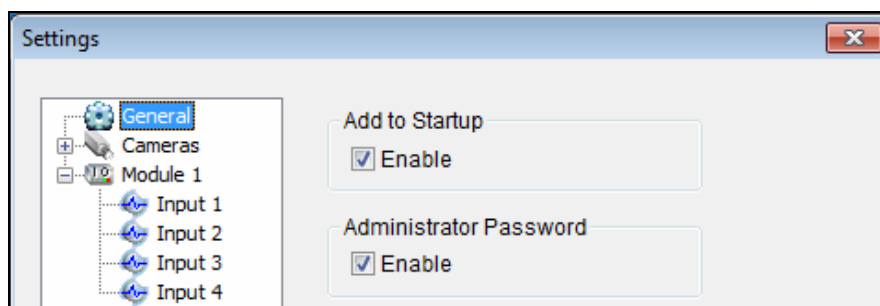 Settings
General
Cameras
Module 1
Input 1
Input 2
Input 3
Input 4
Add to Startup
Enable
Administrator Password
Enable